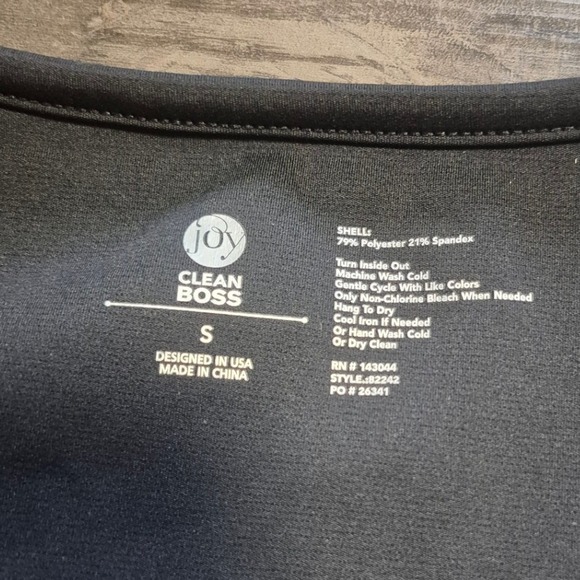 joy
CLEAN
BOSS
S
DESIGNED IN USA
MADE IN CHINA
SHELL:
79% Polyester 21% Spandex
Turn Inside Out
Machine Wash Cold
Gentle Cycle With Like Colors
Only Non-Chlorine Bleach When Needed
Hang To Dry
Cool Iron If Needed
Or Hand Wash Cold
Or Dry Clean
RN # 143044
STYLE.:82242
PO # 26341